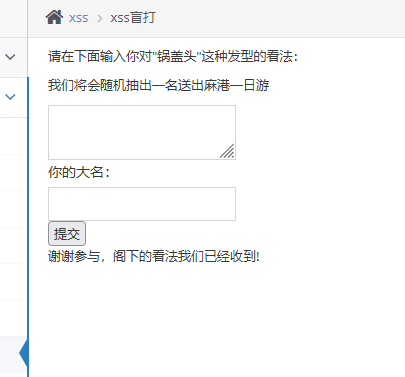 xss > xss盲打
请在下面输入你对"锅盖头"这种发型的看法：
我们将会随机抽出一名送出麻港一日游
你的大名：
提交
谢谢参与，阁下的看法我们已经收到!